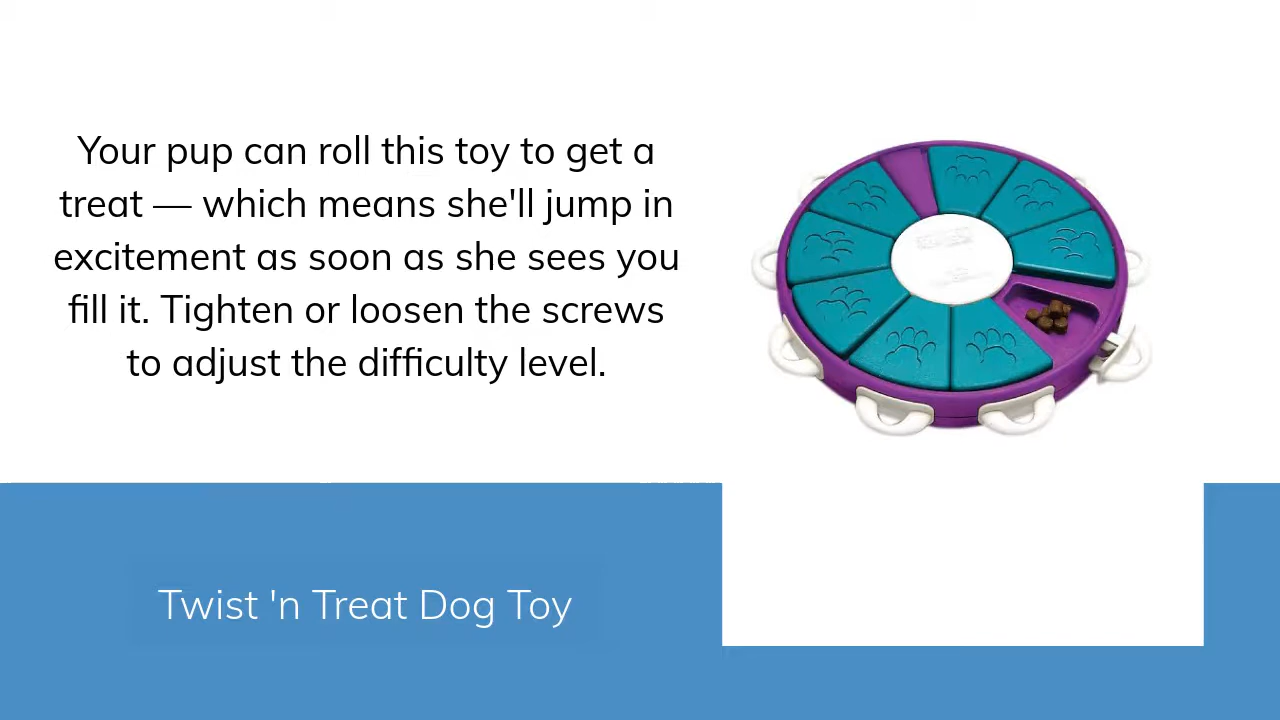 Your pup can roll this toy to get a
treat — which means she'll jump in
excitement as soon as she sees you
fill it. Tighten or loosen the screws
to adjust the difficulty level.
Twist 'n Treat Dog Toy